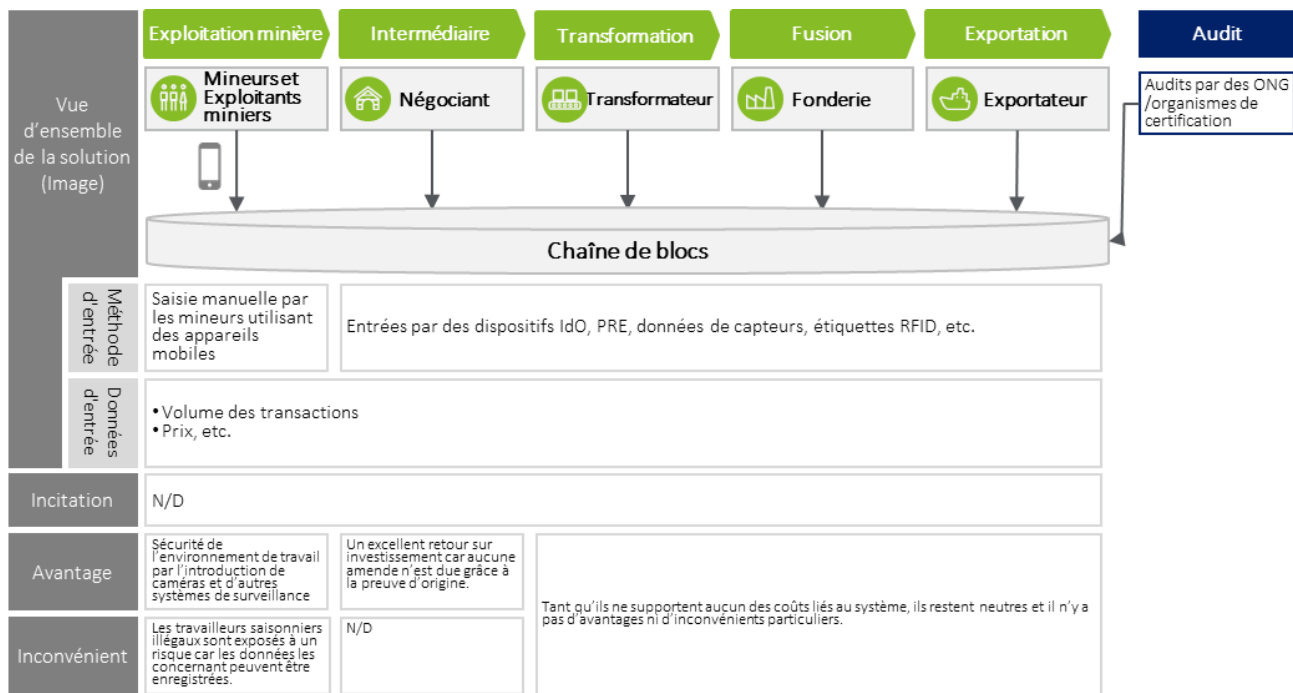 Exploitation minière
Intermédiaire
Transformation
Fusion
Exportation
Audit
Vue
d'ensemble
de la solution
(Image)
Mineurs et
Exploitants
miniers
Négociant
Transformateur
Fonderie
Exportateur
Audits par des ONG
/organismes de
certification
Chaîne de blocs
Méthode
d'entrée
Saisie manuelle par
les mineurs utilisant
des appareils
mobiles
Entrées par des dispositifs IdO, PRE, données de capteurs, étiquettes RFID, etc.
Données
d'entrée
• Volume des transactions
• Prix, etc.
Incitation
N/D
Avantage
Sécurité de
l'environnement de travail
par l'introduction de
caméras et d'autres
systèmes de surveillance
Un excellent retour sur
investissement car aucune
amende n'est due grâce à
la preuve d'origine.
Tant qu'ils ne supportent aucun des coûts liés au système, ils restent neutres et il n'y a
pas d'avantages ni d'inconvénients particuliers.
Inconvénient
Les travailleurs saisonniers
illégaux sont exposés à un
risque car les données les
concernant peuvent être
enregistrées.
N/D